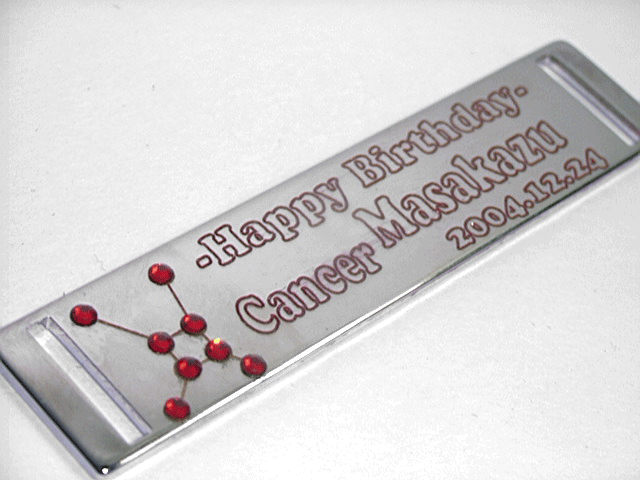 -Happy Birthday-
Cancer Masakazu
2004.12.24